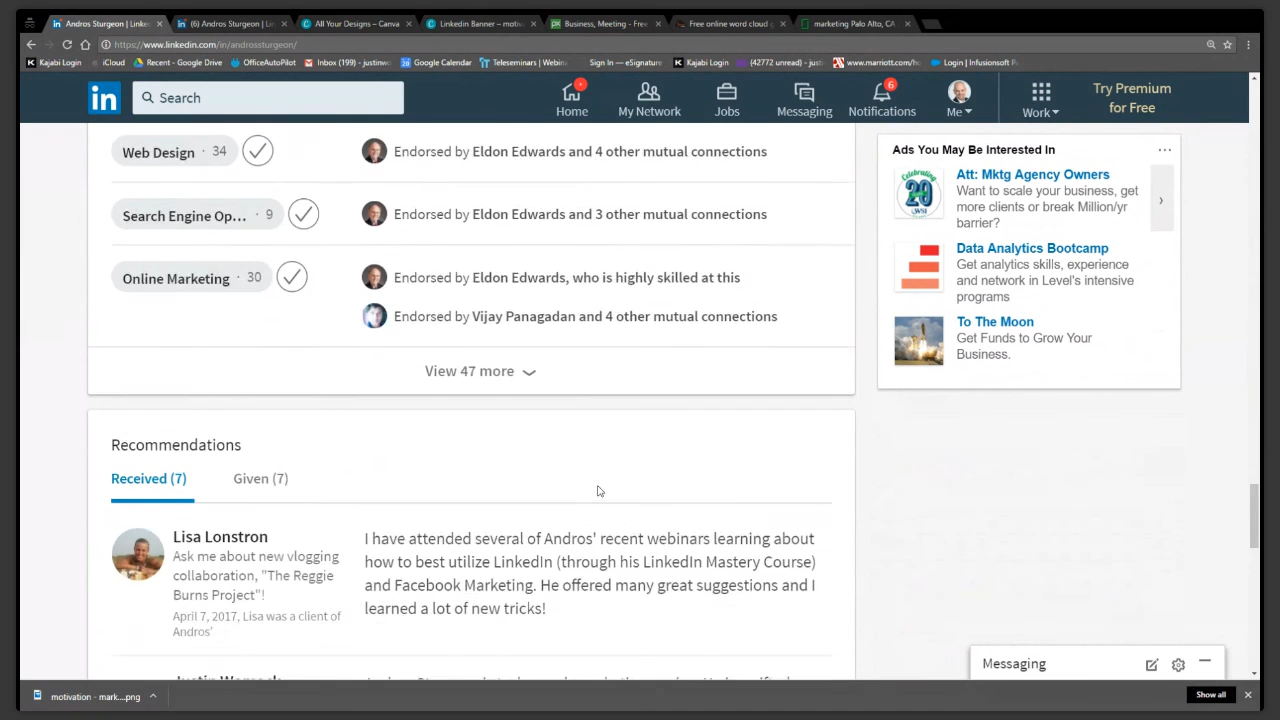 Andros Sturgeon | Linke
(6) Andros Sturgeon | Lin
All Your Designs – Canva
Linkedin Banner – motiv
Business, Meeting - Free
Free online word cloud g
marketing Palo Alto, CA
https://www.linkedin.com/in/androssturgeon/
Kajabi Login
iCloud
Recent - Google Drive
OfficeAutoPilot
Inbox (199) - justinwo
Google Calendar
Teleseminars | Webin
Sign In — eSignature
Kajabi Login
(42772 unread) - justi
www.marriott.com/ho
Login | Infusionsoft
in
Search
Home
My Network
Jobs
Messaging
6
Notifications
Me
Work
Try Premium
for Free
Web Design · 34
Endorsed by Eldon Edwards and 4 other mutual connections
Search Engine Op... · 9
Endorsed by Eldon Edwards and 3 other mutual connections
Online Marketing · 30
Endorsed by Eldon Edwards, who is highly skilled at this
Endorsed by Vijay Panagadan and 4 other mutual connections
View 47 more
Recommendations
Received (7)
Given (7)
Lisa Lonstron
Ask me about new vlogging
collaboration, "The Reggie
Burns Project"!
April 7, 2017, Lisa was a client of
Andros'
I have attended several of Andros' recent webinars learning about
how to best utilize LinkedIn (through his LinkedIn Mastery Course)
and Facebook Marketing. He offered many great suggestions and I
learned a lot of new tricks!
Ads You May Be Interested In
Celebrating
20
WSI
Att: Mktg Agency Owners
Want to scale your business, get
more clients or break Million/yr
barrier?
Data Analytics Bootcamp
Get analytics skills, experience
and network in Level's intensive
programs
To The Moon
Get Funds to Grow Your
Business.
Messaging
motivation - mark....png
Show all